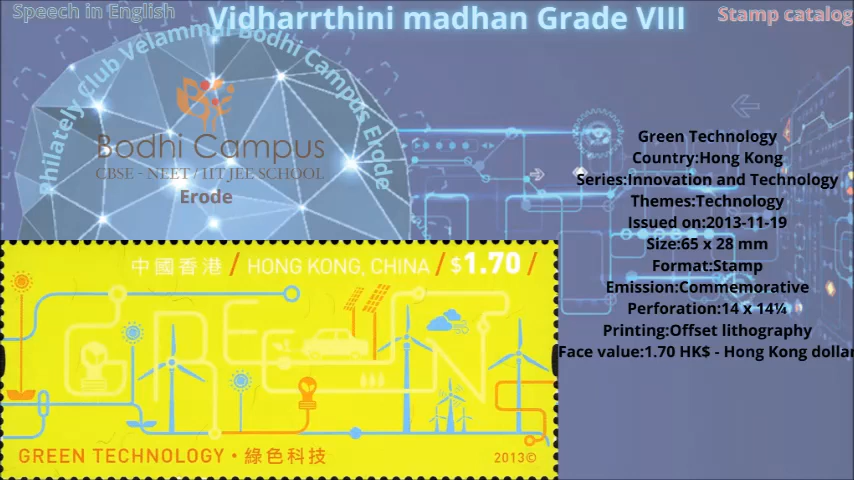 Speech in English
Vidharrthini madhan Grade VIII
Stamp catalog
Philately Club Velammal Bodhi Campus, Erode
Bodhi Campus
CBSE - NEET / IIT JEE SCHOOL
Erode
Green Technology
Country:Hong Kong
Series:Innovation and Technology
Themes:Technology
Issued on:2013-11-19
Size:65 x 28 mm
Format:Stamp
Emission:Commemorative
Perforation:14 x 14¼
Printing:Offset lithography
Face value:1.70 HK$ - Hong Kong dollar
中國香港 / HONG KONG, CHINA / $1.70 /
GREEN
GREEN TECHNOLOGY • 綠色科技
2013©